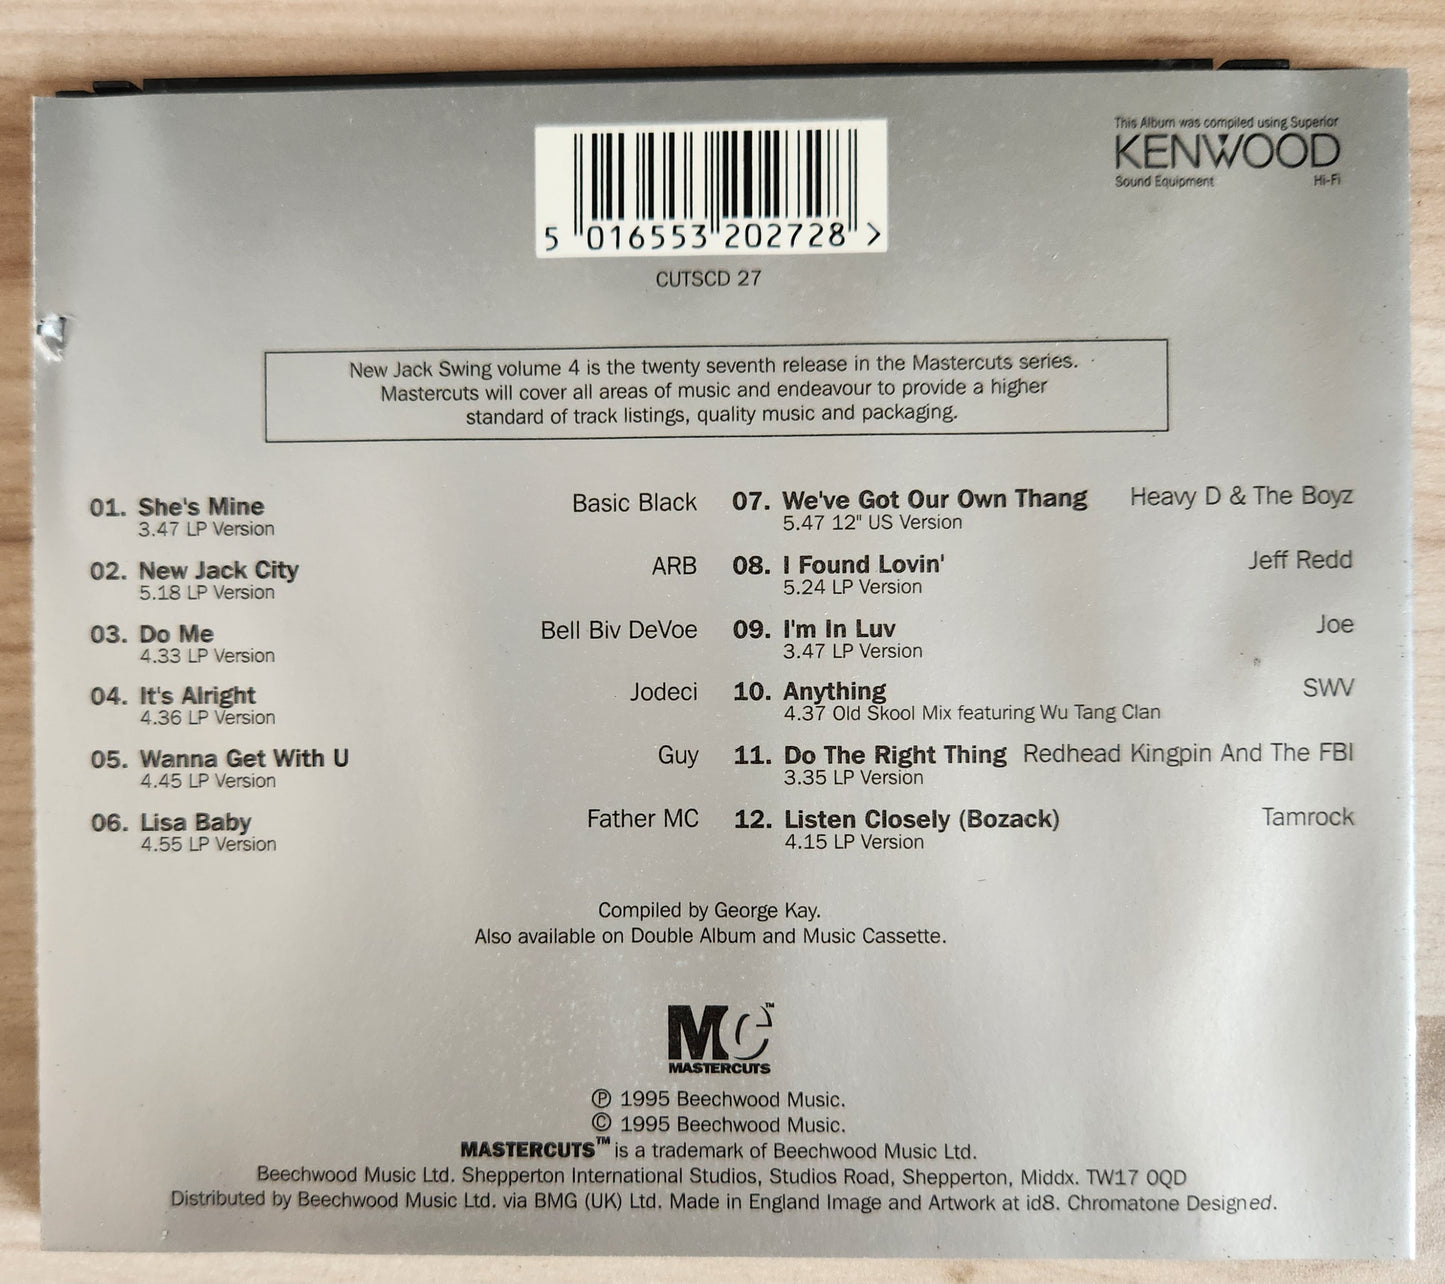 This Album was compiled using Superior
KENWOOD
Sound Equipment Hi-Fi
5 016553 202728 >
CUTSCD 27
New Jack Swing volume 4 is the twenty seventh release in the Mastercuts series.
Mastercuts will cover all areas of music and endeavour to provide a higher
standard of track listings, quality music and packaging.
01. She's Mine Basic Black
3.47 LP Version
02. New Jack City ARB
5.18 LP Version
03. Do Me Bell Biv DeVoe
4.33 LP Version
04. It's Alright Jodeci
4.36 LP Version
05. Wanna Get With U Guy
4.45 LP Version
06. Lisa Baby Father MC
4.55 LP Version
07. We've Got Our Own Thang Heavy D & The Boyz
5.47 12" US Version
08. I Found Lovin' Jeff Redd
5.24 LP Version
09. I'm In Luv Joe
3.47 LP Version
10. Anything SWV
4.37 Old Skool Mix featuring Wu Tang Clan
11. Do The Right Thing Redhead Kingpin And The FBI
3.35 LP Version
12. Listen Closely (Bozack) Tamrock
4.15 LP Version
Compiled by George Kay.
Also available on Double Album and Music Cassette.
MC™
MASTERCUTS
℗ 1995 Beechwood Music.
© 1995 Beechwood Music.
MASTERCUTS™ is a trademark of Beechwood Music Ltd.
Beechwood Music Ltd. Shepperton International Studios, Studios Road, Shepperton, Middx. TW17 0QD
Distributed by Beechwood Music Ltd. via BMG (UK) Ltd. Made in England Image and Artwork at id8. Chromatone Designed.